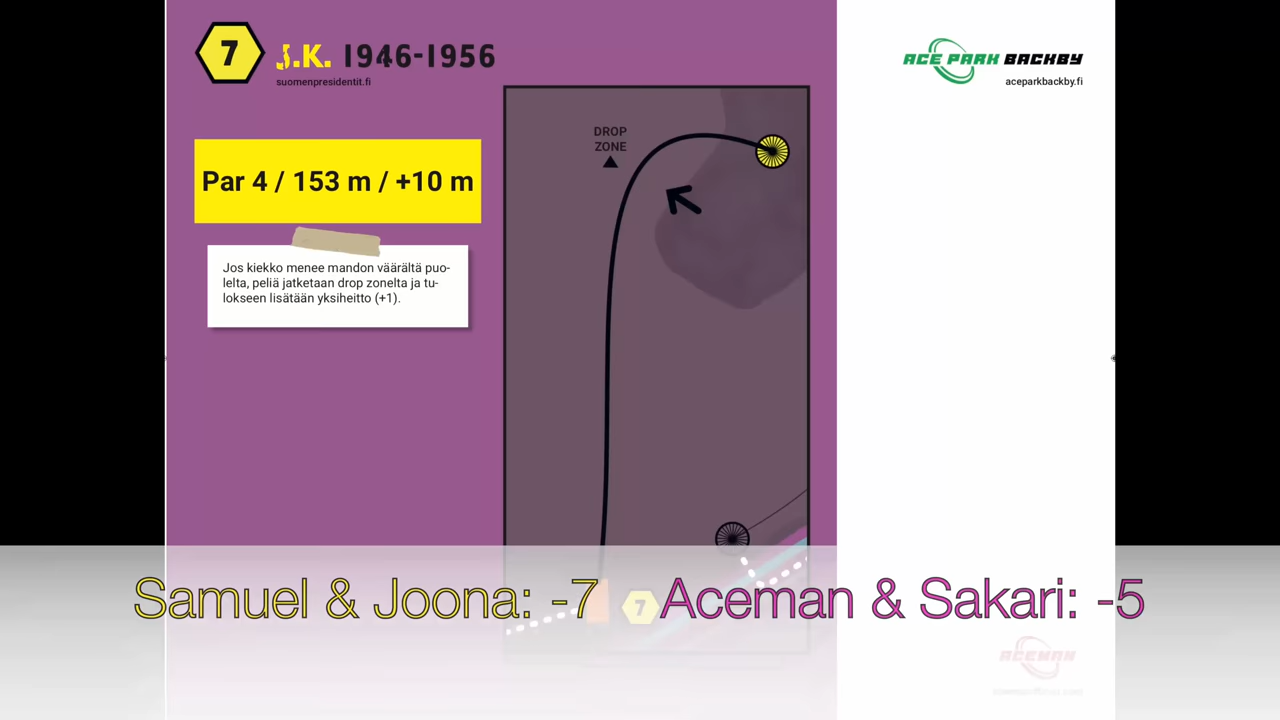 7
J.K. 1946-1956
suomenpresidentit.fi
ACE PARK BACKBY
aceparkbackby.fi
Par 4 / 153 m / +10 m
Jos kiekko menee mandon väärältä puo-
lelta, peliä jatketaan drop zonelta ja tu-
lokseen lisätään yksiheitto (+1).
DROP
ZONE
Samuel & Joona: -7
7
Aceman & Sakari: -5
ACEMAN